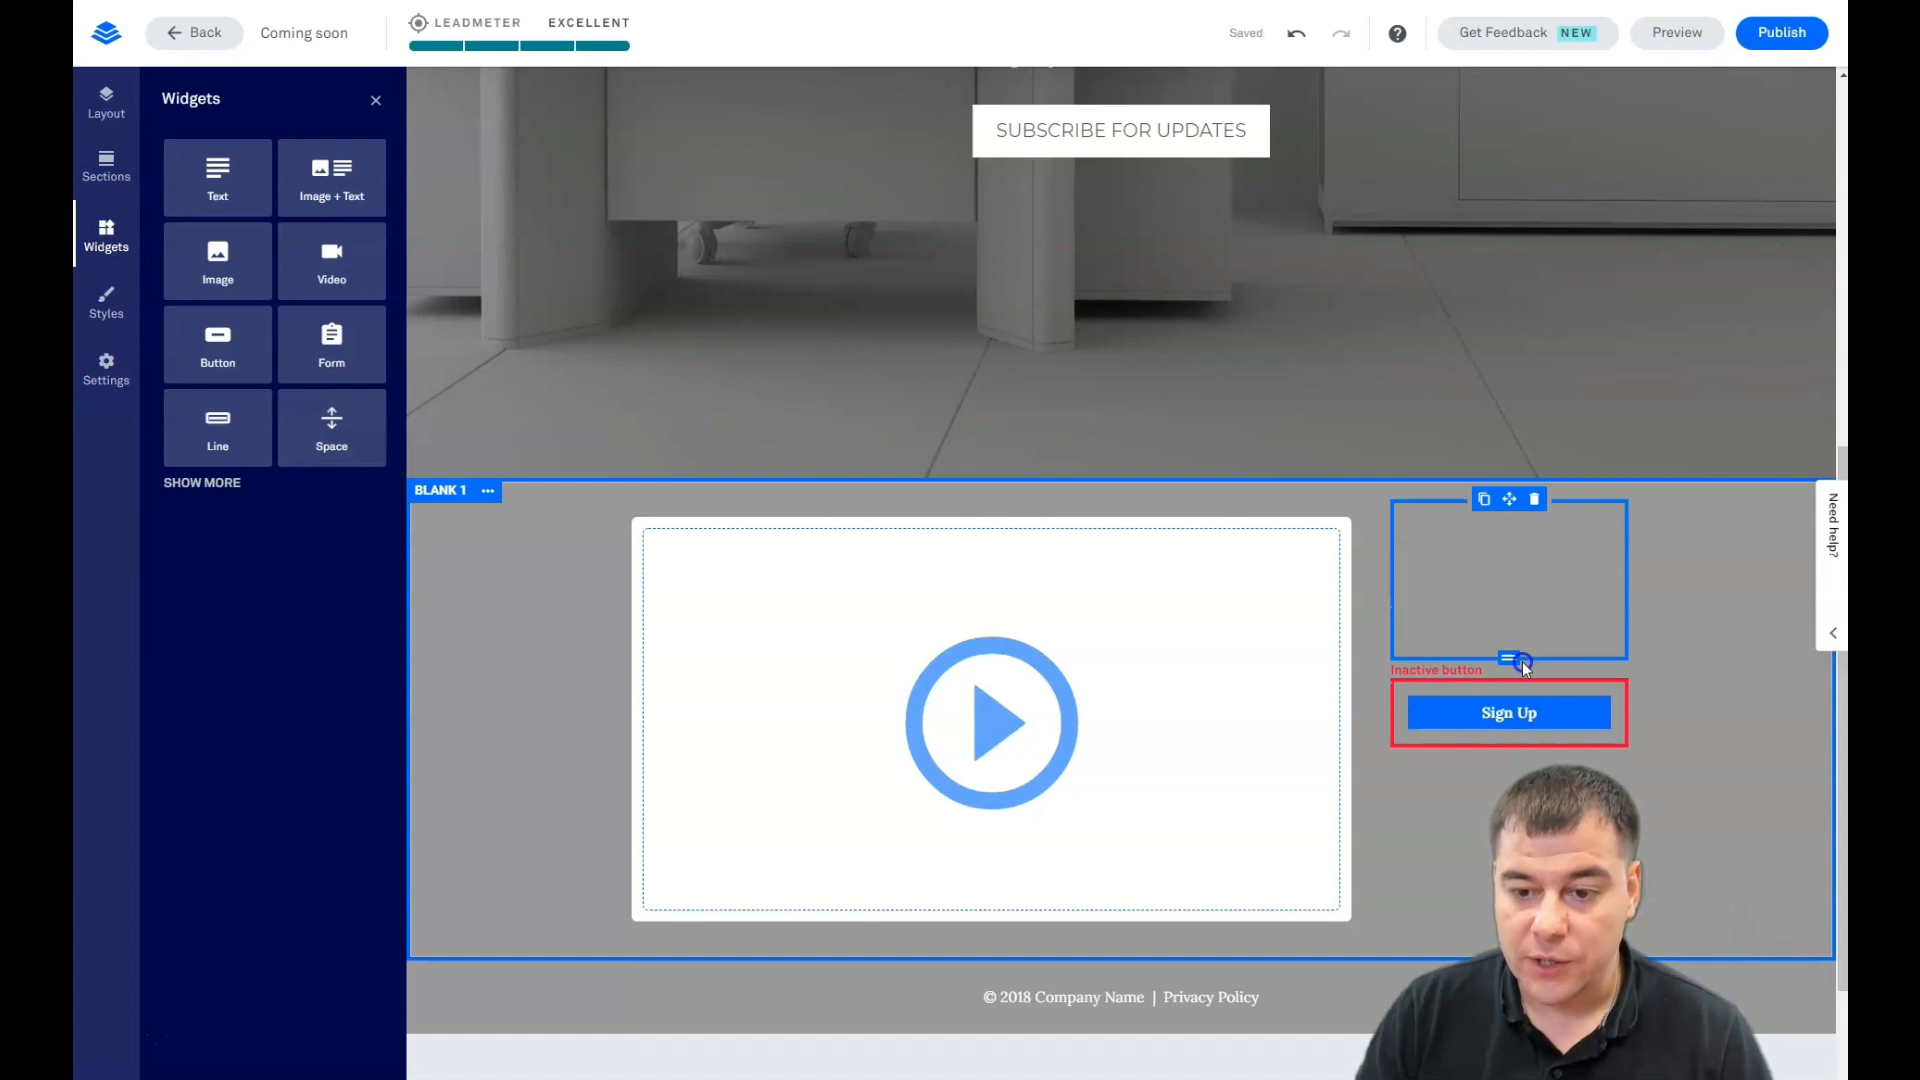 Back
Coming soon
LEADMETER EXCELLENT
Saved
Get Feedback NEW
Preview
Publish
Layout
Sections
Widgets
Styles
Settings
Widgets
Text
Image + Text
Image
Video
Button
Form
Line
Space
SHOW MORE
SUBSCRIBE FOR UPDATES
BLANK 1
Need help?
Inactive button
Sign Up
© 2018 Company Name | Privacy Policy